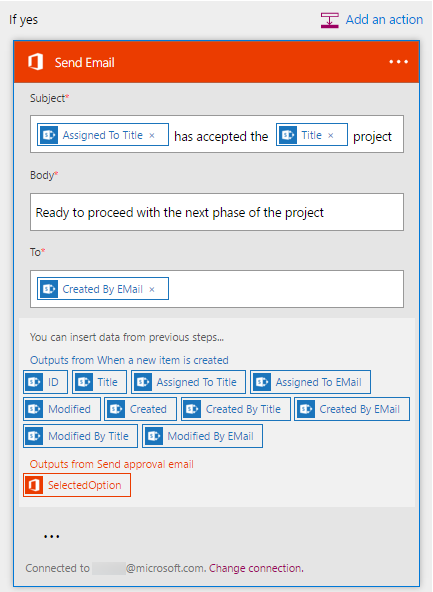 If yes Add an action
Send Email
Subject*
Assigned To Title × has accepted the Title × project
Body*
Ready to proceed with the next phase of the project
To*
Created By EMail ×
You can insert data from previous steps...
Outputs from When a new item is created
ID Title Assigned To Title Assigned To EMail
Modified Created Created By Title Created By EMail
Modified By Title Modified By EMail
Outputs from Send approval email
SelectedOption
...
Connected to @microsoft.com. Change connection.